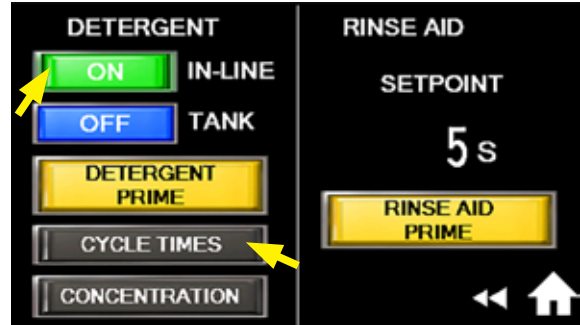 DETERGENT
ON IN-LINE
OFF TANK
DETERGENT
PRIME
CYCLE TIMES
CONCENTRATION
RINSE AID
SETPOINT
5 s
RINSE AID
PRIME